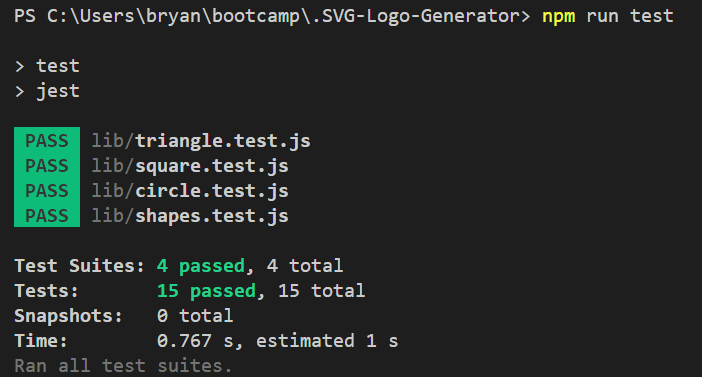 PS C:\Users\bryan\bootcamp\.SVG-Logo-Generator> npm run test
> test
> jest
PASS lib/triangle.test.js
PASS lib/square.test.js
PASS lib/circle.test.js
PASS lib/shapes.test.js
Test Suites: 4 passed, 4 total
Tests: 15 passed, 15 total
Snapshots: 0 total
Time: 0.767 s, estimated 1 s
Ran all test suites.